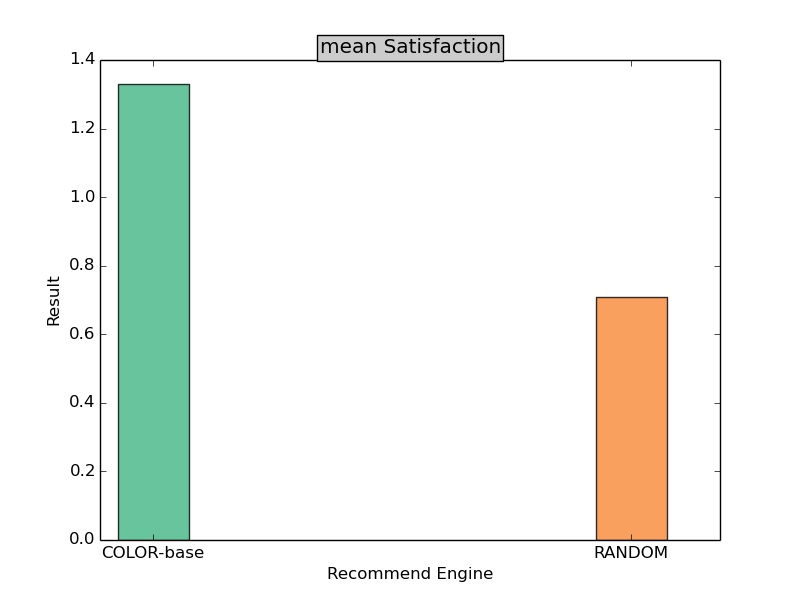 mean Satisfaction
1.4
1.2
1.0
0.8
0.6
0.4
0.2
0.0
Result
COLOR-base RANDOM
Recommend Engine